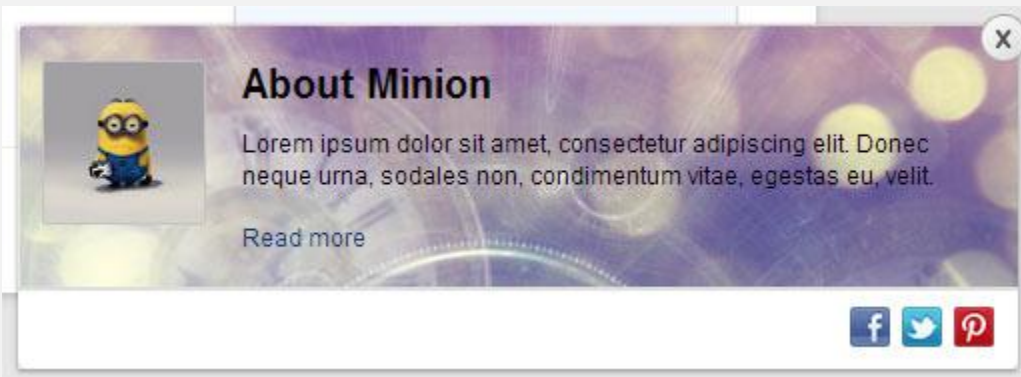 X
About Minion
Lorem ipsum dolor sit amet, consectetur adipiscing elit. Donec
neque urna, sodales non, condimentum vitae, egestas eu, velit.
Read more